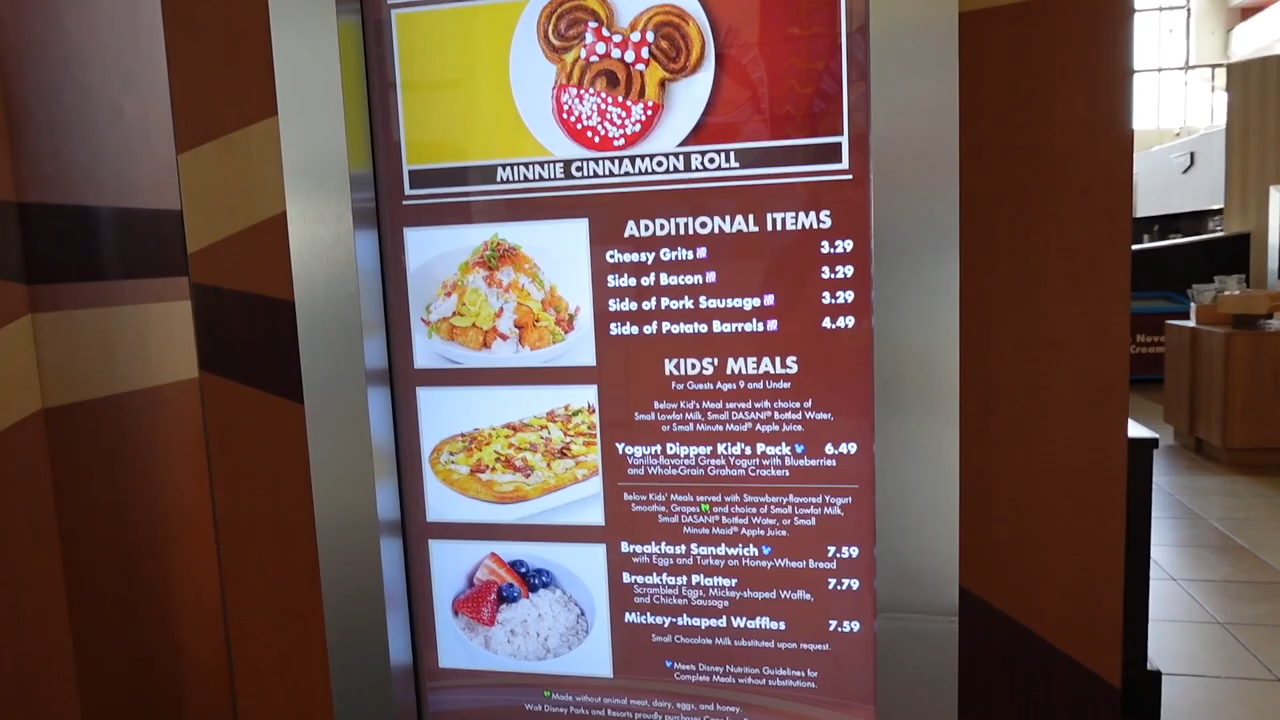 MINNIE CINNAMON ROLL
ADDITIONAL ITEMS
Cheesy Grits 3.29
Side of Bacon 3.29
Side of Pork Sausage 3.29
Side of Potato Barrels 4.49
KIDS' MEALS
For Guests Ages 9 and Under
Below Kid's Meal served with choice of
Small Lowfat Milk, Small DASANI® Bottled Water,
or Small Minute Maid® Apple Juice.
Yogurt Dipper Kid's Pack 6.49
Vanilla-flavored Greek Yogurt with Blueberries
and Whole-Grain Graham Crackers
Below Kids' Meals served with Strawberry-flavored Yogurt
Smoothie, Grapes and choice of Small Lowfat Milk,
Small DASANI® Bottled Water, or Small
Minute Maid® Apple Juice.
Breakfast Sandwich 7.59
with Eggs and Turkey on Honey-Wheat Bread
Breakfast Platter 7.79
Scrambled Eggs, Mickey-shaped Waffle,
and Chicken Sausage
Mickey-shaped Waffles 7.59
Small Chocolate Milk substituted upon request.
Meets Disney Nutrition Guidelines for
Complete Meals without substitutions.
Made without animal meat, dairy, eggs, and honey.
Walt Disney Parks and Resorts proudly purchases
Neve
Cream